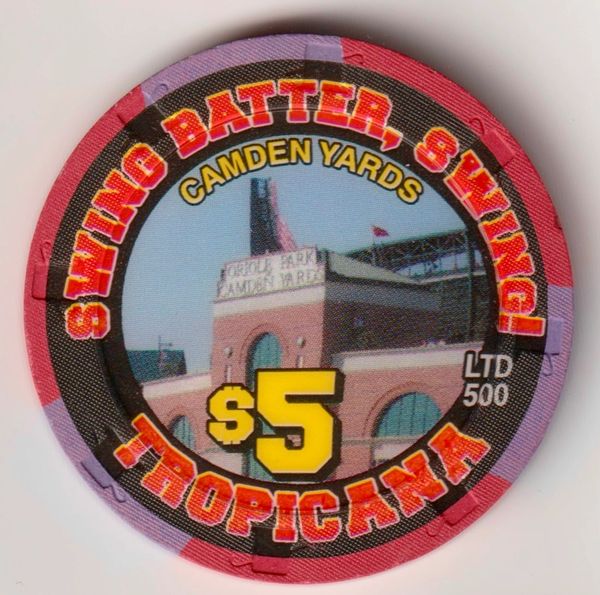 SWING BATTER, SWING!
CAMDEN YARDS
ORIOLE PARK
CAMDEN YARDS
$5
LTD
500
TROPICANA